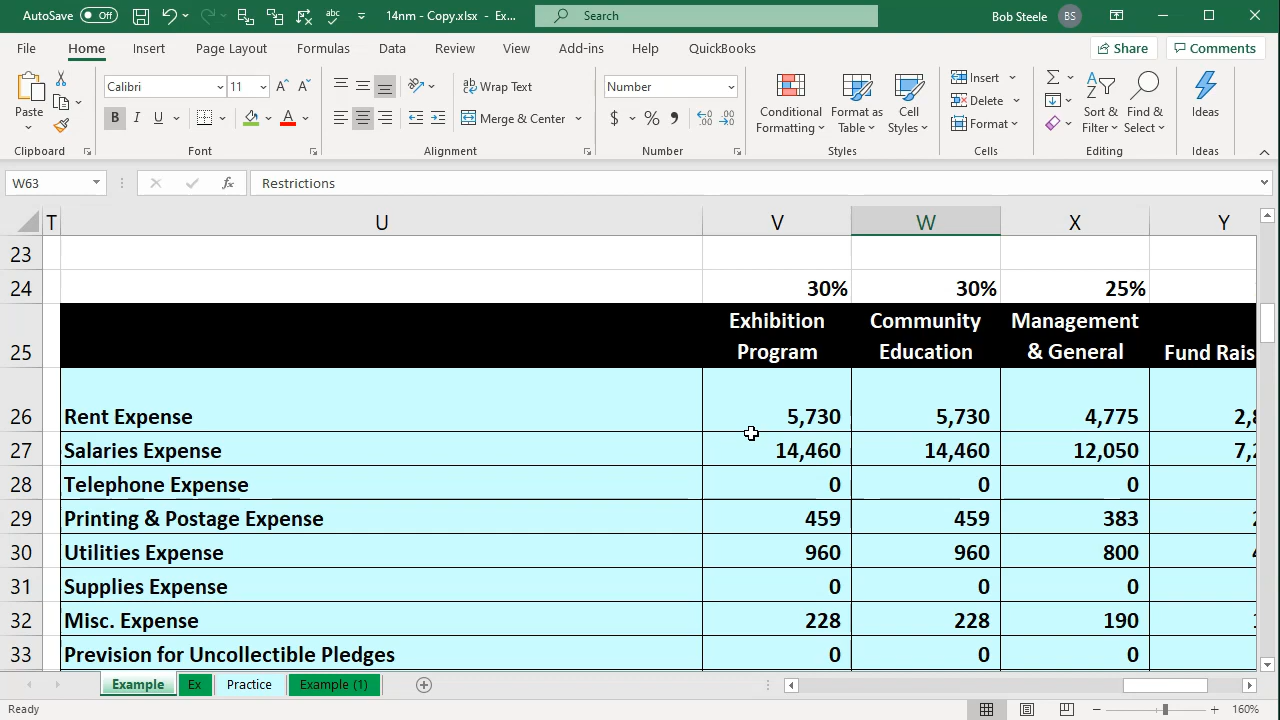 AutoSave Off 14nm - Copy.xlsx - Ex... Search Bob Steele BS
File Home Insert Page Layout Formulas Data Review View Add-ins Help QuickBooks Share Comments
Paste Calibri 11 Wrap Text Number Insert
B I U Merge & Center $ % Conditional Formatting Format as Table Cell Styles Delete Format Sort & Filter Find & Select Ideas
Clipboard Font Alignment Number Styles Cells Editing Ideas
W63 fx Restrictions
T U V W X Y
23
24 30% 30% 25%
Exhibition Community Management
25 Program Education & General Fund Rais
26 Rent Expense 5,730 5,730 4,775 2,8
27 Salaries Expense 14,460 14,460 12,050 7,2
28 Telephone Expense 0 0 0
29 Printing & Postage Expense 459 459 383
30 Utilities Expense 960 960 800
31 Supplies Expense 0 0 0
32 Misc. Expense 228 228 190
33 Prevision for Uncollectible Pledges 0 0 0
Example Ex Practice Example (1)
Ready 160%